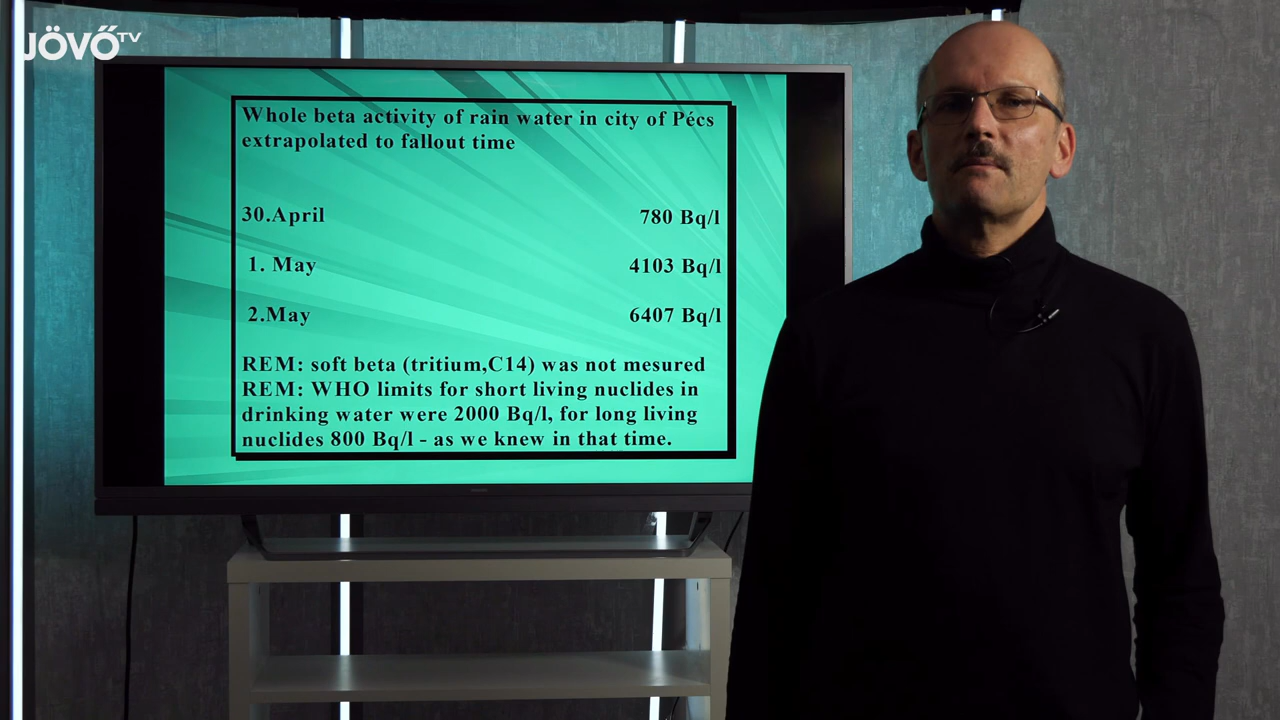 JÖVŐTV
Whole beta activity of rain water in city of Pécs
extrapolated to fallout time
30.April 780 Bq/l
1. May 4103 Bq/l
2.May 6407 Bq/l
REM: soft beta (tritium,C14) was not mesured
REM: WHO limits for short living nuclides in
drinking water were 2000 Bq/l, for long living
nuclides 800 Bq/l - as we knew in that time.